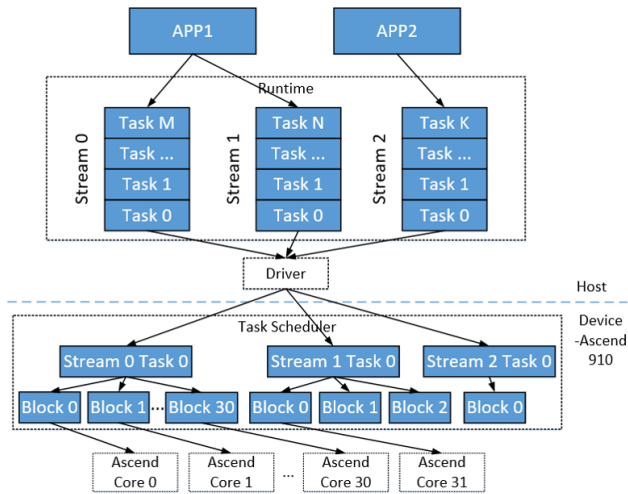 APP1
APP2
Runtime
Stream 0
Task M
Task ...
Task 1
Task 0
Stream 1
Task N
Task ...
Task 1
Task 0
Stream 2
Task K
Task ...
Task 1
Task 0
Driver
Host
Task Scheduler
Device
-Ascend
910
Stream 0 Task 0
Stream 1 Task 0
Stream 2 Task 0
Block 0
Block 1
...
Block 30
Block 0
Block 1
Block 2
Block 0
Ascend
Core 0
Ascend
Core 1
...
Ascend
Core 30
Ascend
Core 31